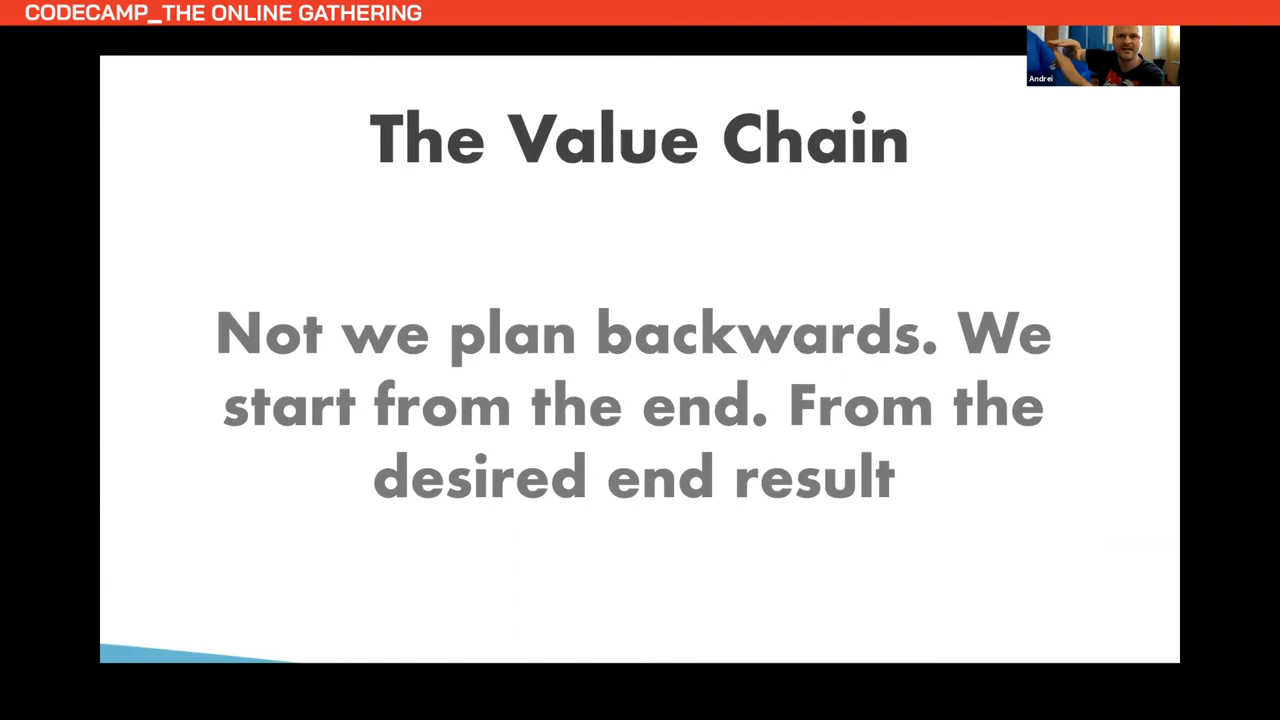 CODECAMP_THE ONLINE GATHERING
Andrei
The Value Chain
Not we plan backwards. We
start from the end. From the
desired end result